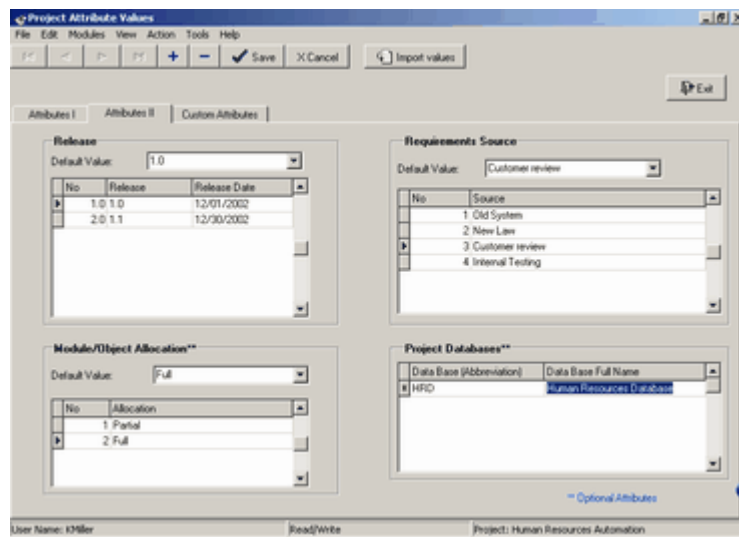 Project Attribute Values
File Edit Modules View Action Tools Help
Save X Cancel Import values
Exit
Attributes I Attributes II Custom Attributes
Release
Default Value: 1.0
No Release Release Date
1.0 1.0 12/01/2002
2.0 1.1 12/30/2002
Requirements Source
Default Value: Customer review
No Source
1 Old System
2 New Law
3 Customer review
4 Internal Testing
Module/Object Allocation**
Default Value: Full
No Allocation
1 Partial
2 Full
Project Databases**
Data Base (Abbreviation) Data Base Full Name
HRD Human Resources Database
** Optional Attributes
User Name: KMiller Read/Write Project: Human Resources Automation